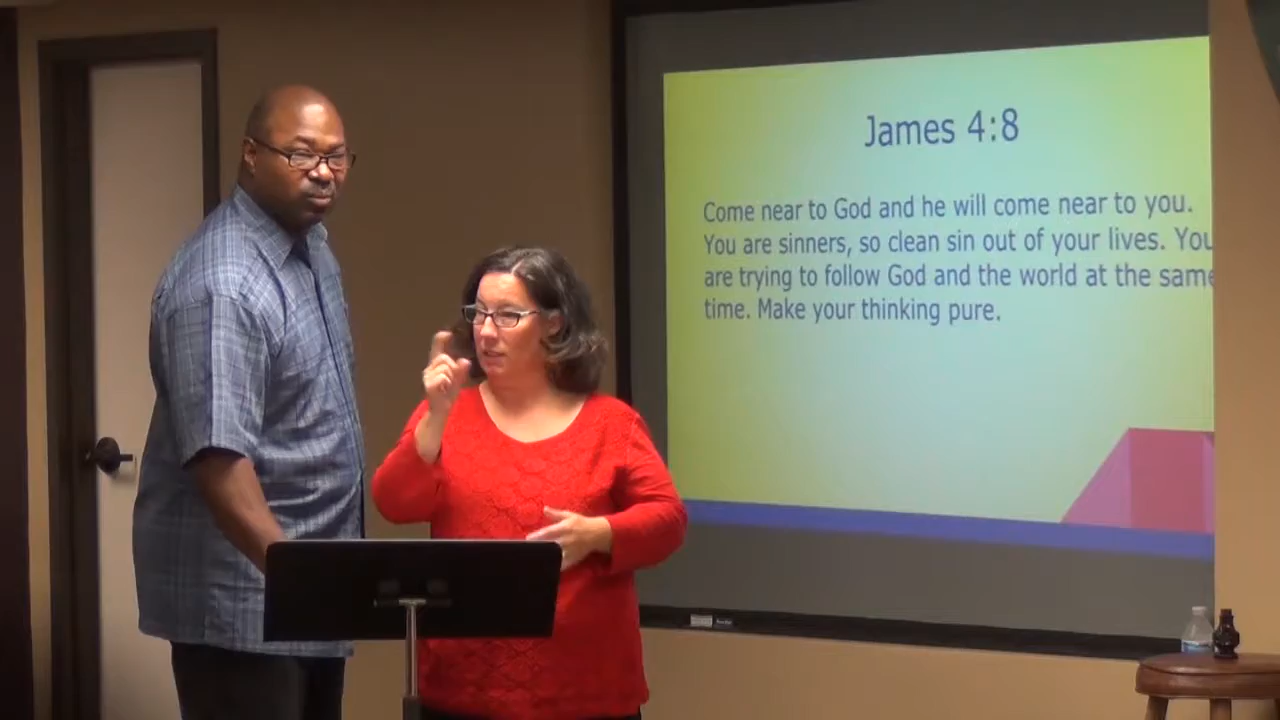 James 4:8
Come near to God and he will come near to you.
You are sinners, so clean sin out of your lives. You
are trying to follow God and the world at the same
time. Make your thinking pure.